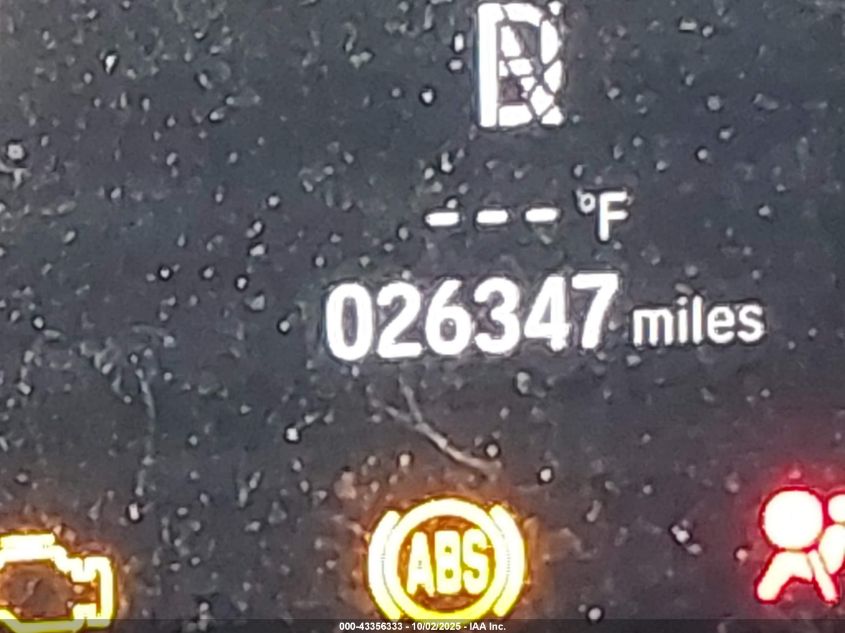 --- °F
026347 miles
ABS
000-43356333 - 10/02/2025 - IAA Inc.